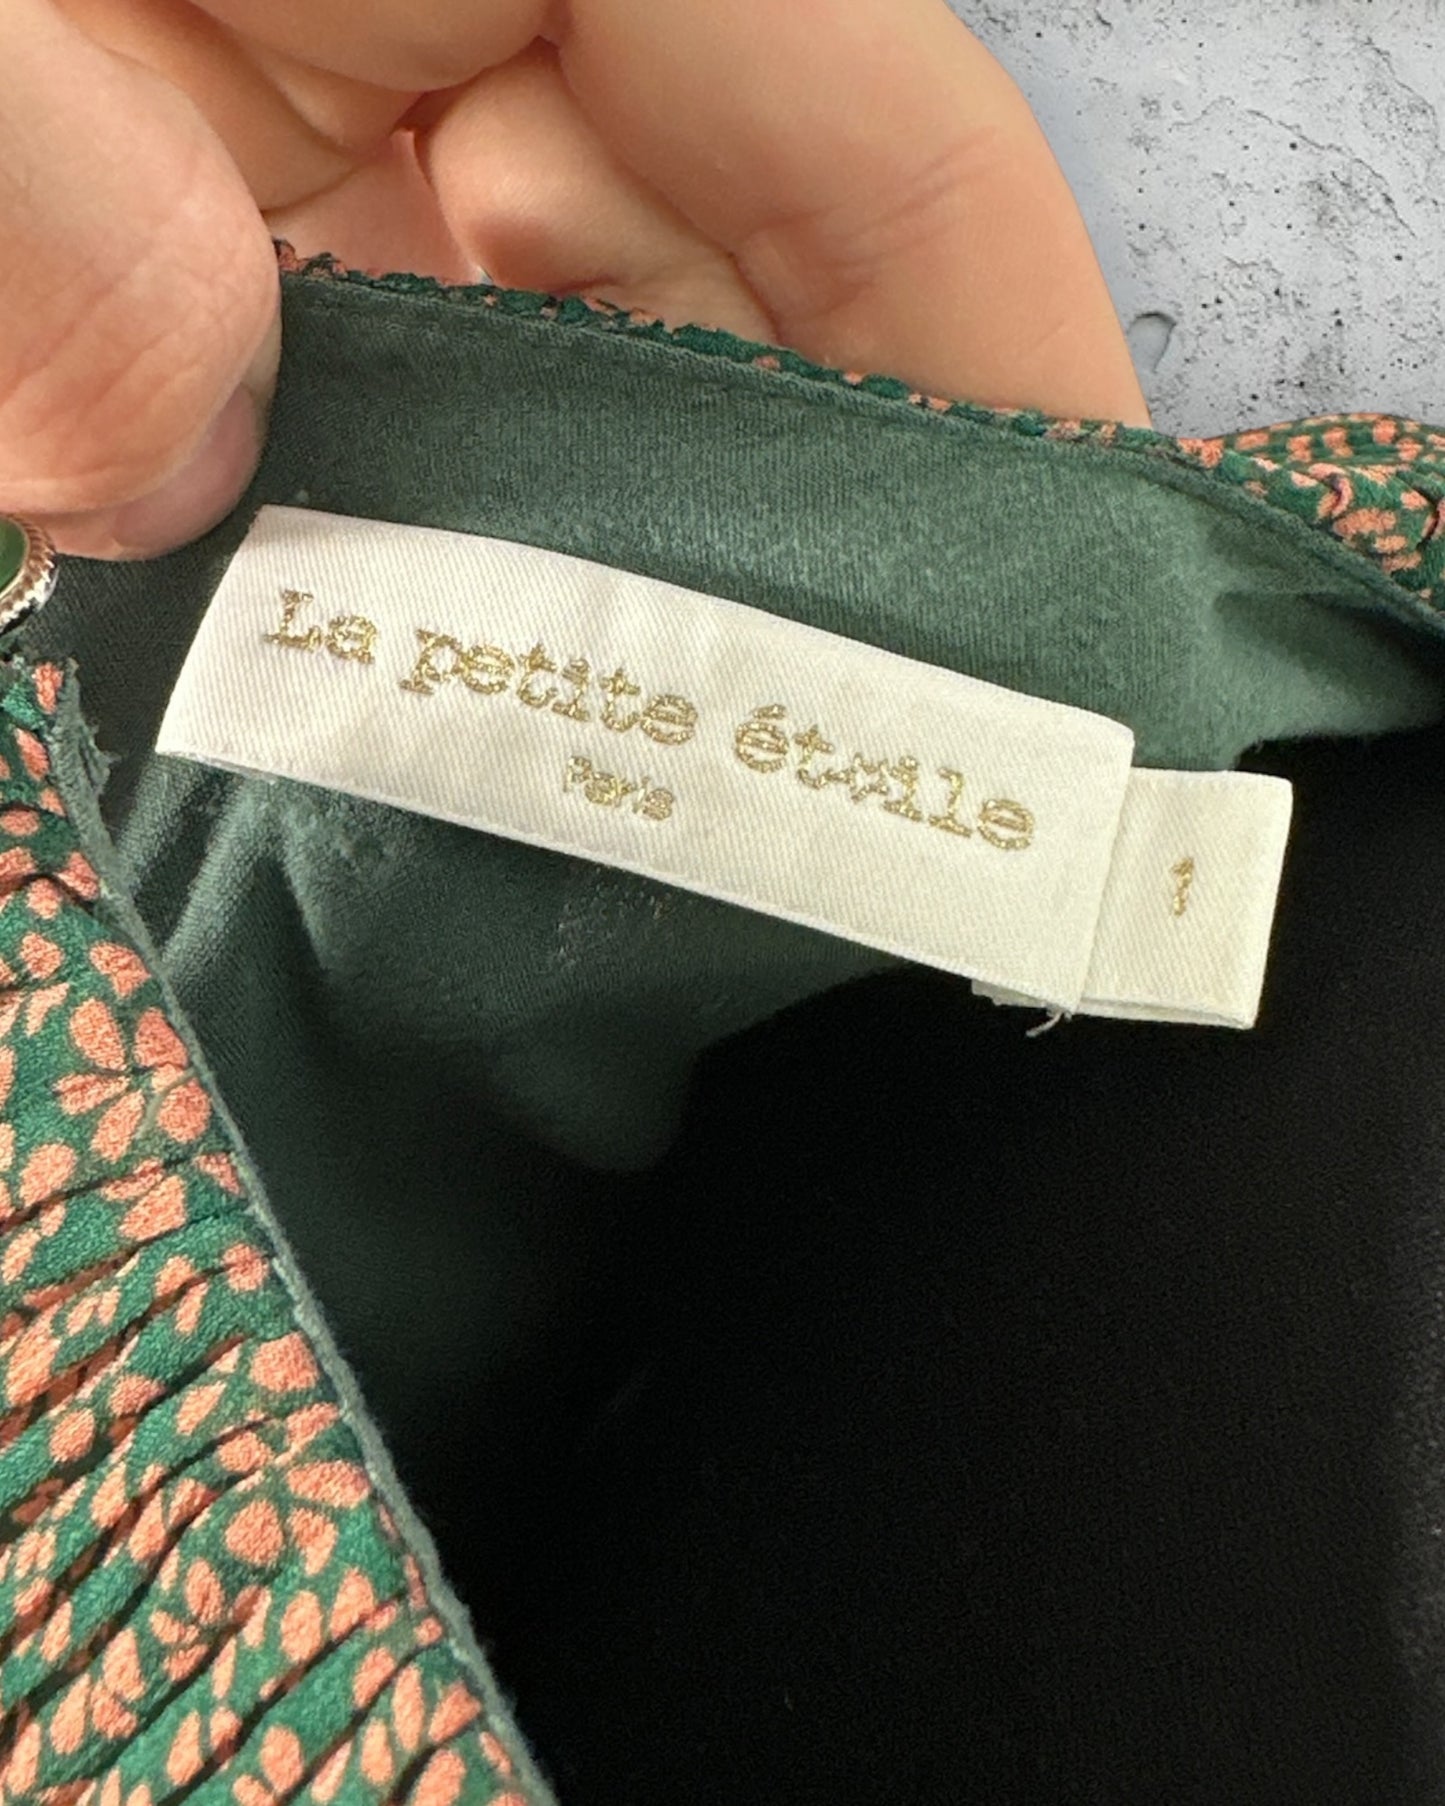 La petite étoile
Paris
1